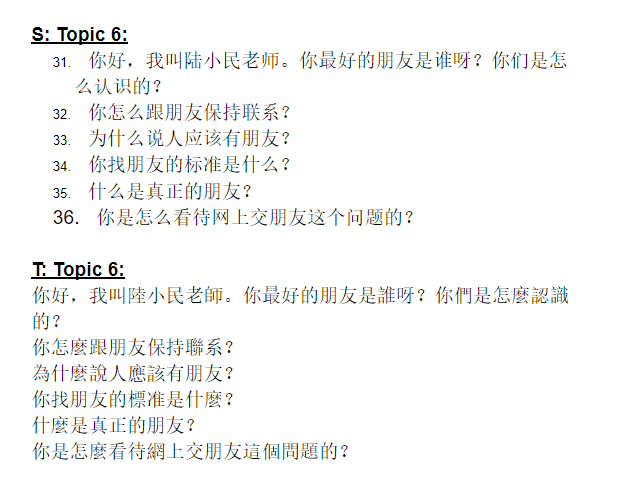 S: Topic 6:
31. 你好，我叫陆小民老师。你最好的朋友是谁呀？你们是怎
么认识的？
32. 你怎么跟朋友保持联系？
33. 为什么说人应该有朋友？
34. 你找朋友的标准是什么？
35. 什么是真正的朋友？
36. 你是怎么看待网上交朋友这个问题的？
T: Topic 6:
你好，我叫陸小民老師。你最好的朋友是誰呀？你們是怎麼認識
的？
你怎麼跟朋友保持聯系？
為什麼說人應該有朋友？
你找朋友的標准是什麼？
什麼是真正的朋友？
你是怎麼看待網上交朋友這個問題的？